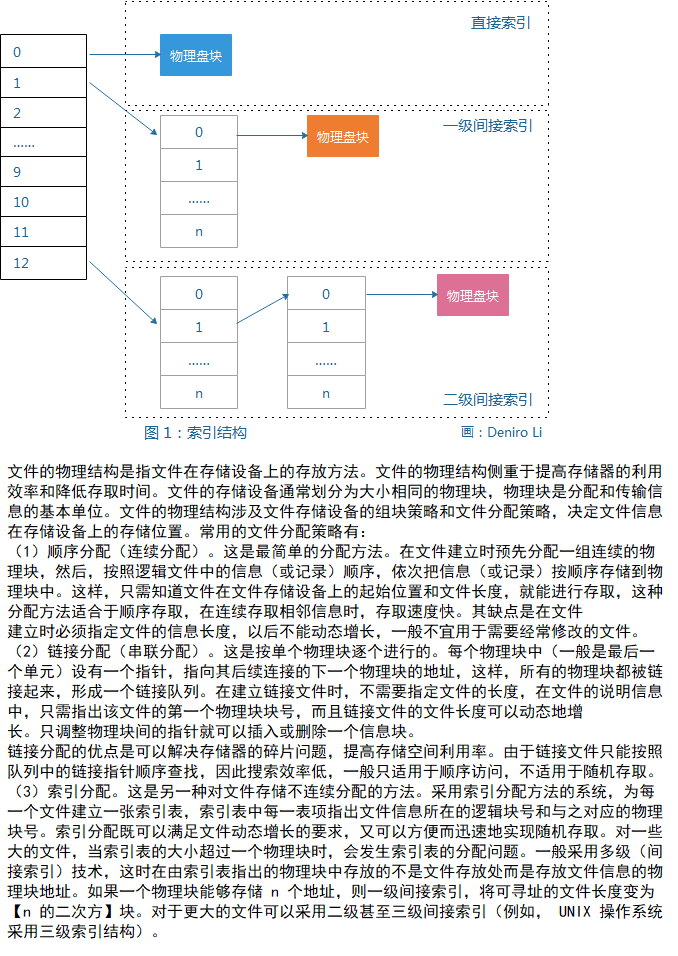 直接索引
0
物理盘块
1
2
......
9
10
11
12
一级间接索引
0
物理盘块
1
......
n
0
0
物理盘块
1
1
......
......
n
n
二级间接索引
图 1：索引结构
画：Deniro Li
文件的物理结构是指文件在存储设备上的存放方法。文件的物理结构侧重于提高存储器的利用
效率和降低存取时间。文件的存储设备通常划分为大小相同的物理块，物理块是分配和传输信
息的基本单位。文件的物理结构涉及文件存储设备的组块策略和文件分配策略，决定文件信息
在存储设备上的存储位置。常用的文件分配策略有：
（1）顺序分配（连续分配）。这是最简单的分配方法。在文件建立时预先分配一组连续的物
理块，然后，按照逻辑文件中的信息（或记录）顺序，依次把信息（或记录）按顺序存储到物
理块中。这样，只需知道文件在文件存储设备上的起始位置和文件长度，就能进行存取，这种
分配方法适合于顺序存取，在连续存取相邻信息时，存取速度快。其缺点是在文件
建立时必须指定文件的信息长度，以后不能动态增长，一般不宜用于需要经常修改的文件。
（2）链接分配（串联分配）。这是按单个物理块逐个进行的。每个物理块中（一般是最后一
个单元）设有一个指针，指向其后续连接的下一个物理块的地址，这样，所有的物理块都被链
接起来，形成一个链接队列。在建立链接文件时，不需要指定文件的长度，在文件的说明信息
中，只需指出该文件的第一个物理块块号，而且链接文件的文件长度可以动态地增
长。只调整物理块间的指针就可以插入或删除一个信息块。
链接分配的优点是可以解决存储器的碎片问题，提高存储空间利用率。由于链接文件只能按照
队列中的链接指针顺序查找，因此搜索效率低，一般只适用于顺序访问，不适用于随机存取。
（3）索引分配。这是另一种对文件存储不连续分配的方法。采用索引分配方法的系统，为每
一个文件建立一张索引表，索引表中每一表项指出文件信息所在的逻辑块号和与之对应的物理
块号。索引分配既可以满足文件动态增长的要求，又可以方便而迅速地实现随机存取。对一些
大的文件，当索引表的大小超过一个物理块时，会发生索引表的分配问题。一般采用多级（间
接索引）技术，这时在由索引表指出的物理块中存放的不是文件存放处而是存放文件信息的物
理块地址。如果一个物理块能够存储 n 个地址，则一级间接索引，将可寻址的文件长度变为
【n 的二次方】块。对于更大的文件可以采用二级甚至三级间接索引（例如， UNIX 操作系统
采用三级索引结构）。